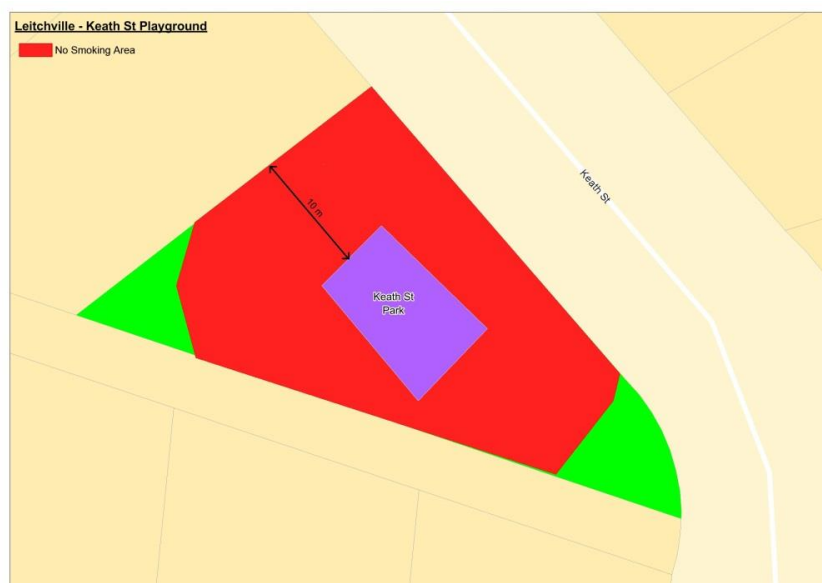 Leitchville - Keath St Playground
No Smoking Area
Keath St
10 m
Keath St
Park